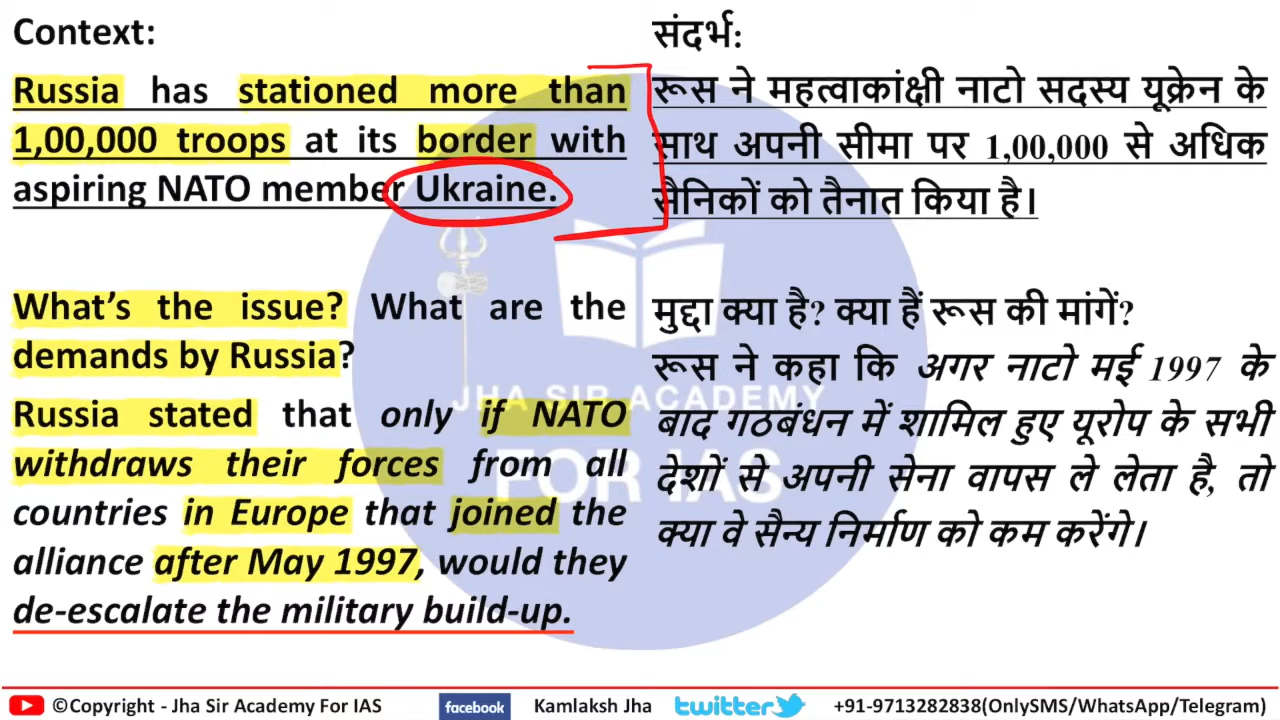 Context:
Russia has stationed more than
1,00,000 troops at its border with
aspiring NATO member Ukraine.
What's the issue? What are the
demands by Russia?
Russia stated that only if NATO
withdraws their forces from all
countries in Europe that joined the
alliance after May 1997, would they
de-escalate the military build-up.
संदर्भ:
रूस ने महत्वाकांक्षी नाटो सदस्य यूक्रेन के
साथ अपनी सीमा पर 1,00,000 से अधिक
सैनिकों को तैनात किया है।
मुद्दा क्या है? क्या हैं रूस की मांगें?
रूस ने कहा कि अगर नाटो मई 1997 के
बाद गठबंधन में शामिल हुए यूरोप के सभी
देशों से अपनी सेना वापस ले लेता है, तो
क्या वे सैन्य निर्माण को कम करेंगे।
JHA SIR ACADEMY
FOR IAS
©Copyright - Jha Sir Academy For IAS facebook Kamlaksh Jha twitter +91-9713282838(OnlySMS/WhatsApp/Telegram)